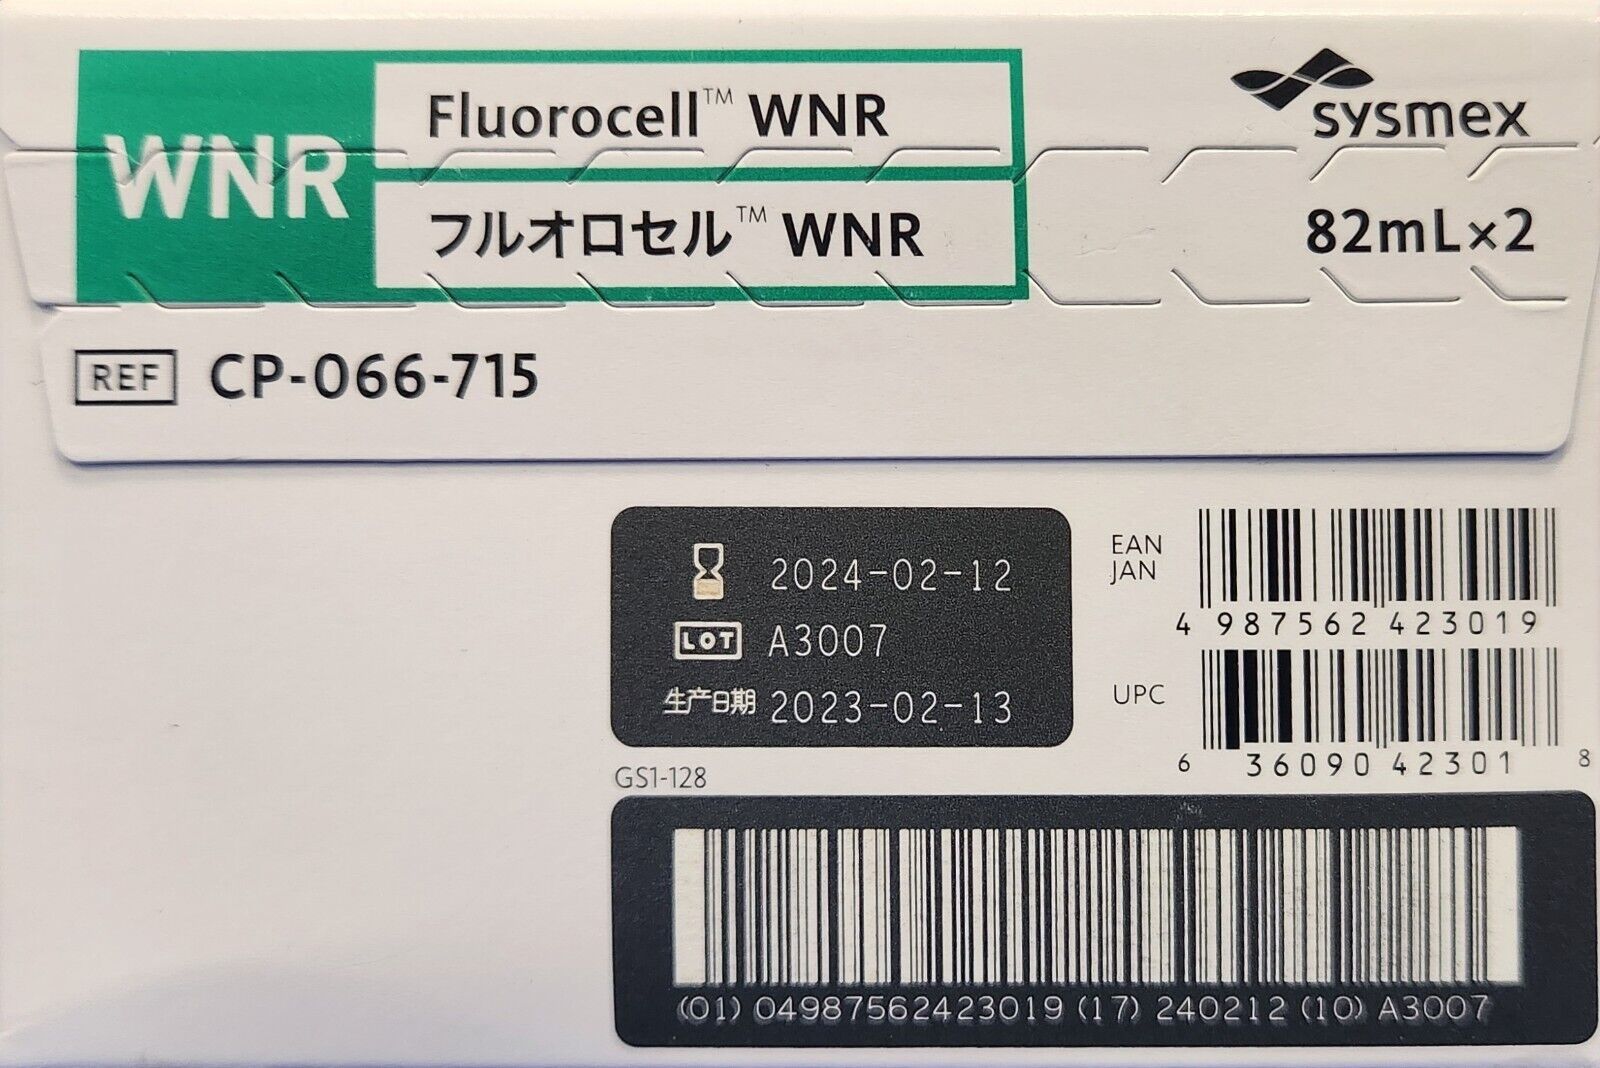 WNR
Fluorocell™ WNR
フルオロセル™ WNR
sysmex
82mL×2
REF CP-066-715
2024-02-12
LOT A3007
生产日期 2023-02-13
EAN
JAN
4 987562 423019
UPC
6 36090 42301 8
GS1-128
(01) 04987562423019 (17) 240212 (10) A3007